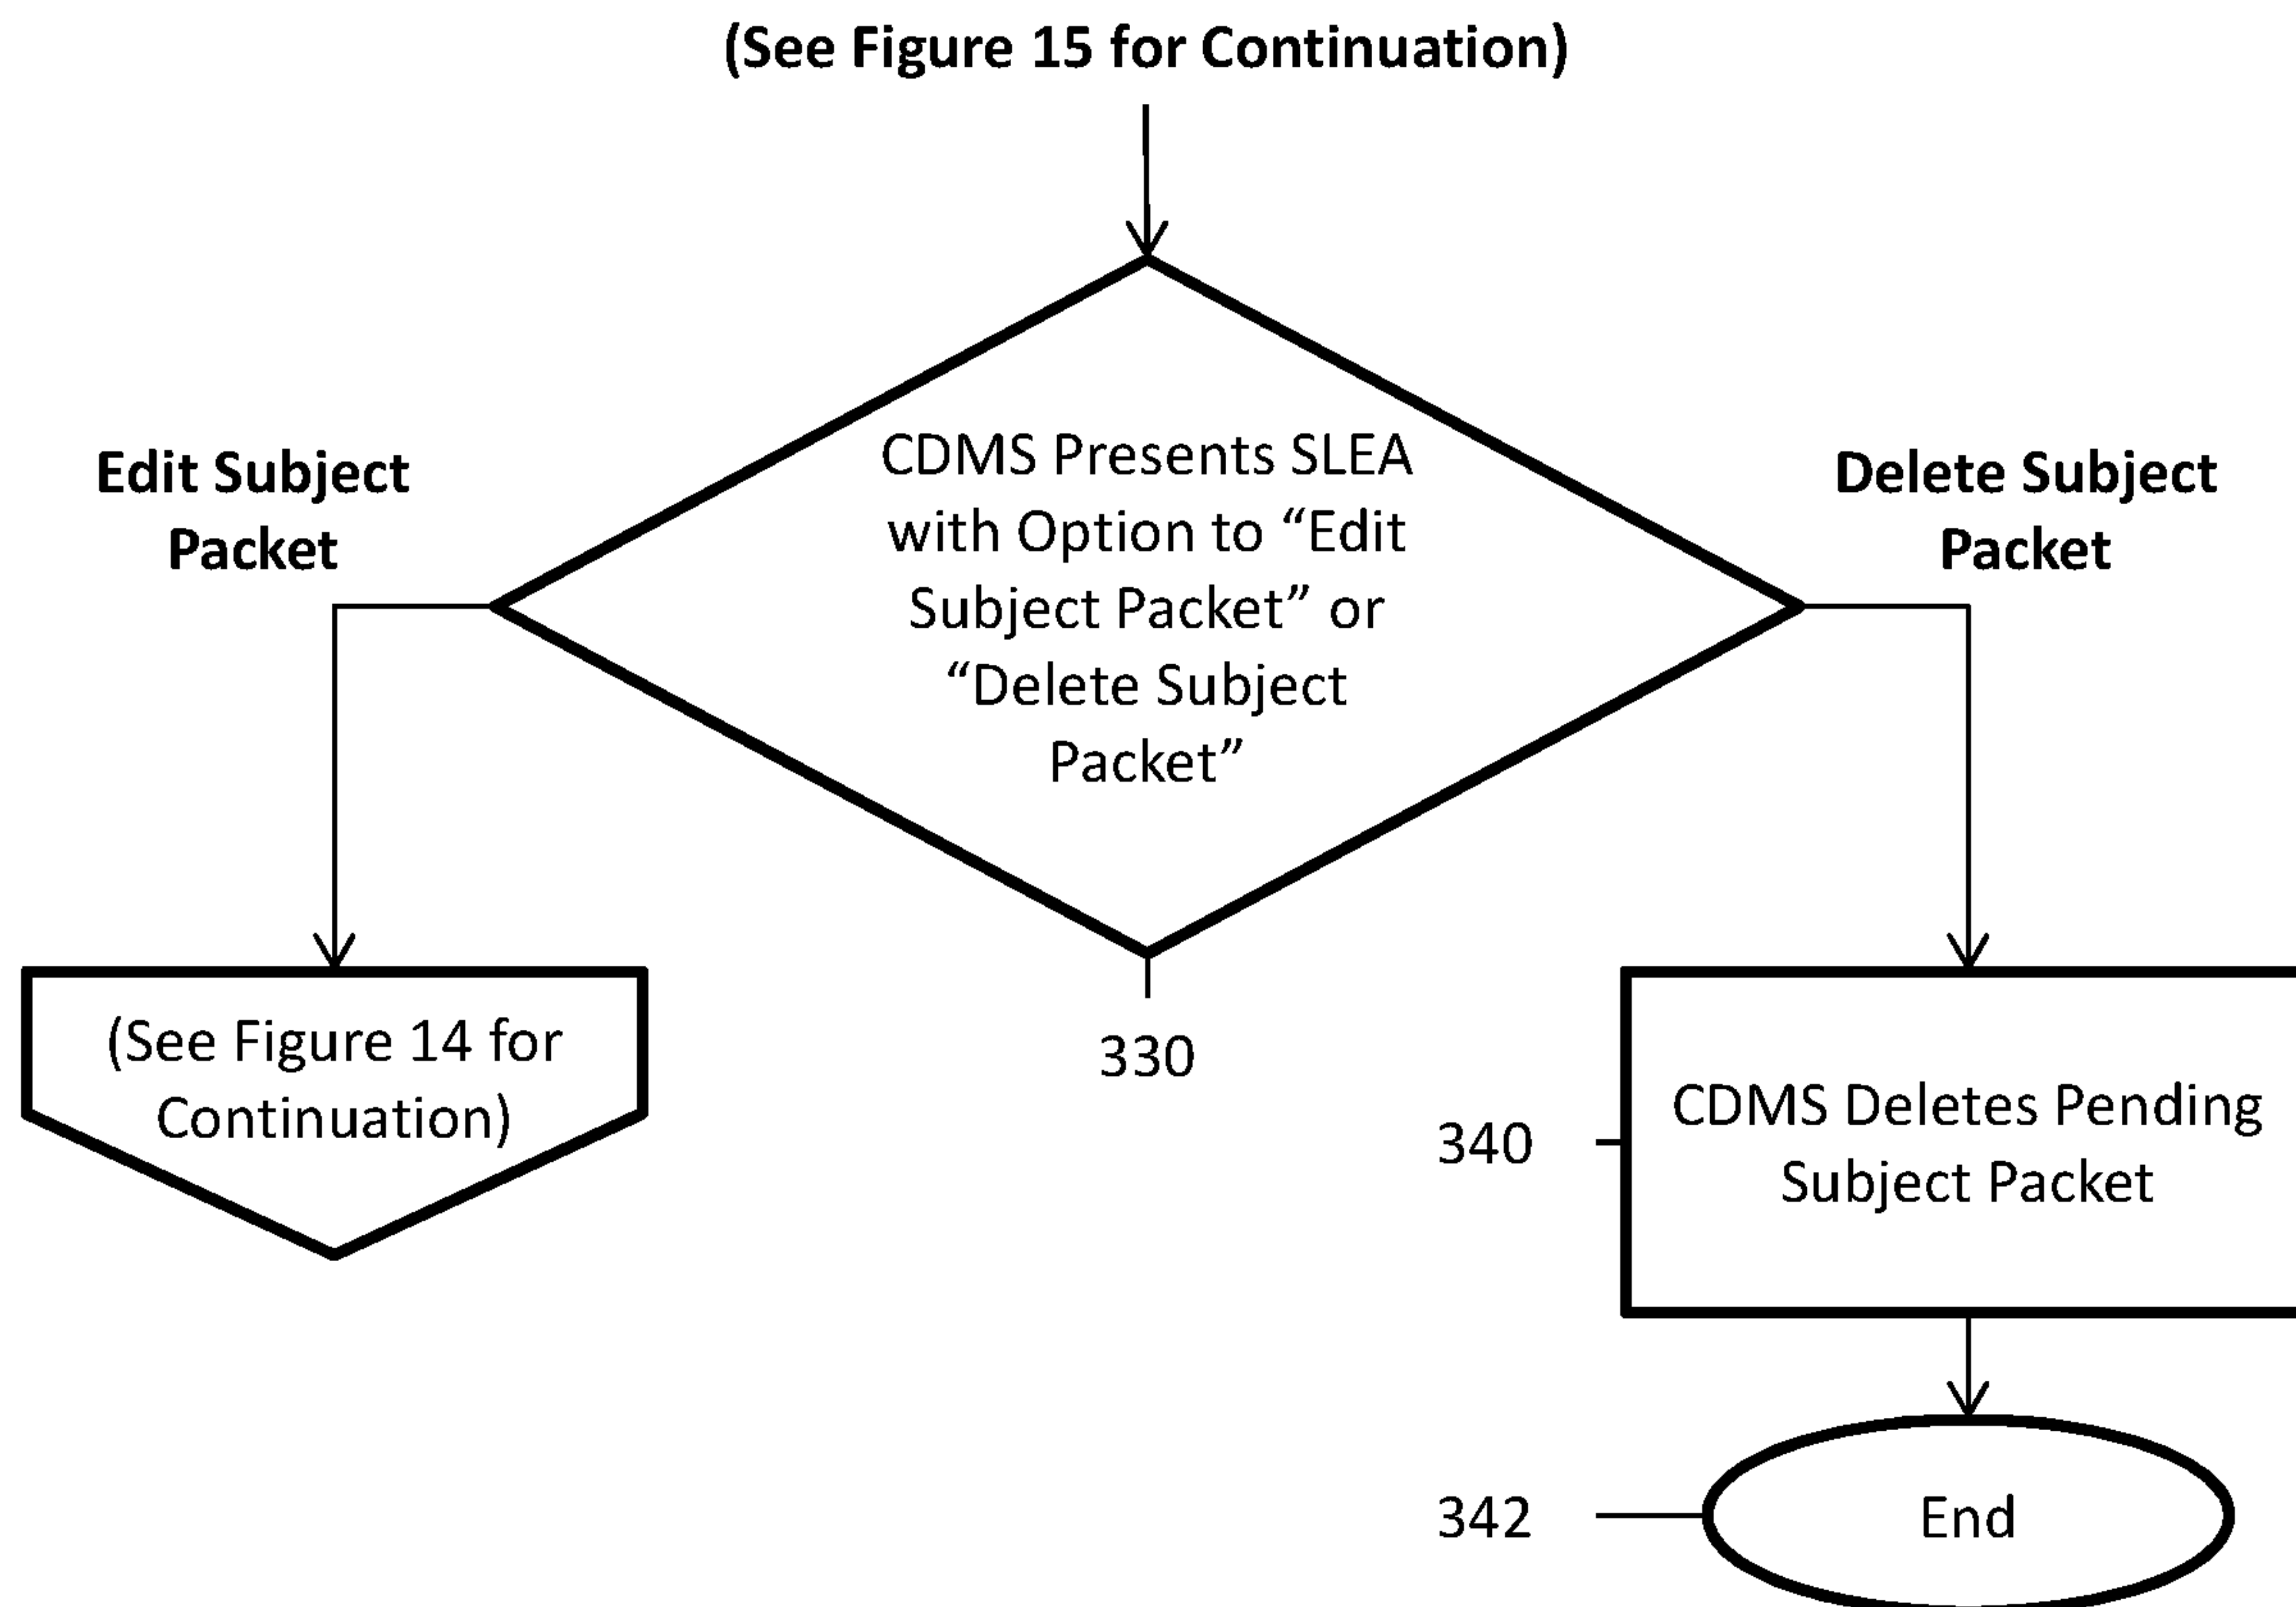 (See Figure 15 for Continuation)
Edit Subject
Packet
CDMS Presents SLEA
with Option to “Edit
Subject Packet” or
“Delete Subject
Packet”
Delete Subject
Packet
(See Figure 14 for
Continuation)
330
340
CDMS Deletes Pending
Subject Packet
342
End